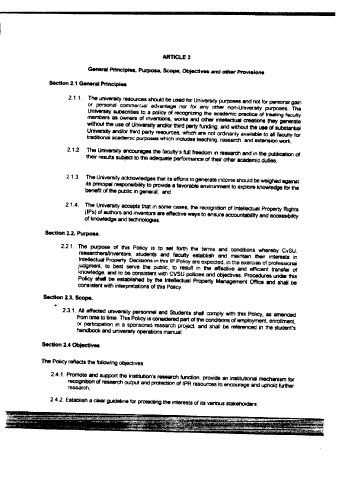 ARTICLE 2
General Principles, Purpose, Scope, Objectives and other Provisions
Section 2.1 General Principles
2.1.1. The university resources should be used for University purposes and not for personal gain
or personal commercial advantage nor for any other non-University purposes. The
University subscribes to a policy of recognizing the academic practice of treating faculty
members as owners of inventions, works and other intellectual creations they generate
without the use of University and/or third party funding, and without the use of substantial
University and/or third party resources, which are not ordinarily available to all faculty for
traditional academic purposes which includes teaching, research, and extension work.
2.1.2 The University encourages the faculty's full freedom in research and in the publication of
their results subject to the adequate performance of their other academic duties.
2.1.3 The University acknowledges that its efforts to generate income should be weighed against
its principal responsibility to provide a favorable environment to explore knowledge for the
benefit of the public in general; and
2.1.4. The University accepts that in some cases, the recognition of Intellectual Property Rights
(IPs) of authors and inventors are effective ways to ensure accountability and accessibility
of knowledge and technologies.
Section 2.2. Purpose.
2.2.1. The purpose of this Policy is to set forth the terms and conditions whereby CvSU,
researchers/inventors, students and faculty establish and maintain their interests in
Intellectual Property. Decisions in this IP Policy are expected, in the exercise of professional
judgment, to best serve the public, to result in the effective and efficient transfer of
knowledge, and to be consistent with CvSU policies and objectives. Procedures under this
Policy shall be established by the Intellectual Property Management Office and shall be
consistent with interpretations of this Policy.
Section 2.3. Scope.
2.3.1. All affected university personnel and Students shall comply with this Policy, as amended
from time to time. This Policy is considered part of the conditions of employment, enrollment,
or participation in a sponsored research project, and shall be referenced in the student's
handbook and university operations manual.
Section 2.4 Objectives
The Policy reflects the following objectives:
2.4.1. Promote and support the institution's research function, provide an institutional mechanism for
recognition of research output and protection of IPR resources to encourage and uphold further
research.
2.4.2. Establish a clear guideline for protecting the interests of its various stakeholders.